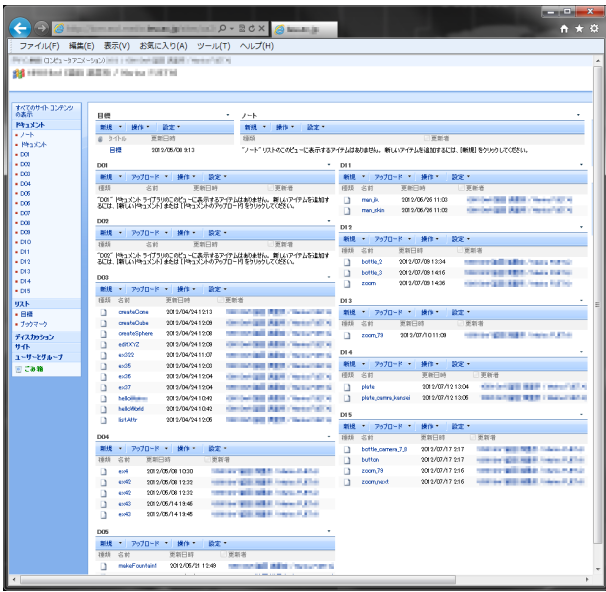 ファイル(F) 編集(E) 表示(V) お気に入り(A) ツール(T) ヘルプ(H)
すべてのサイト コンテンツの表示
ドキュメント
ノート
ドキュメント
D01
D02
D03
D04
D05
D06
D07
D08
D09
D10
D11
D12
D13
D14
D15
リスト
目標
ブックマーク
ディスカッション
サイト
ユーザーとグループ
ごみ箱
目標
新規 操作 設定
タイトル 更新日時
目標 2012/05/08 9:13
ノート
新規 操作 設定
種類 更新者
"ノート" リストのこのビューに表示するアイテムはありません。新しいアイテムを追加するには、[新規] をクリックしてください。
D01
新規 アップロード 操作 設定
種類 名前 更新日時 更新者
"D01" ドキュメント ライブラリのこのビューに表示するアイテムはありません。新しいアイテムを追加す
るには、[新しいドキュメント] または [ドキュメントのアップロード] をクリックしてください。
D02
新規 アップロード 操作 設定
種類 名前 更新日時 更新者
"D02" ドキュメント ライブラリのこのビューに表示するアイテムはありません。新しいアイテムを追加す
るには、[新しいドキュメント] または [ドキュメントのアップロード] をクリックしてください。
D03
新規 アップロード 操作 設定
種類 名前 更新日時 更新者
createCone 2012/04/24 12:13
createCube 2012/04/24 12:09
createSphere 2012/04/24 12:09
editXYZ 2012/04/24 12:09
ex322 2012/04/24 11:07
ex35 2012/04/24 12:03
ex36 2012/04/24 12:04
ex37 2012/04/24 12:04
2012/04/24 10:42
helloWorld 2012/04/24 10:42
listAttr 2012/04/24 12:05
D04
新規 アップロード 操作 設定
種類 名前 更新日時 更新者
ex4 2012/05/08 10:30
ex42 2012/05/08 12:32
ex42 2012/05/08 12:32
ex43 2012/05/14 19:46
ex43 2012/05/14 19:45
D05
新規 アップロード 操作 設定
種類 名前 更新日時 更新者
makeFountain1 2012/05/21 12:49
D11
新規 アップロード 操作 設定
種類 名前 更新日時 更新者
man_ik 2012/06/26 11:03
man_skin 2012/06/26 11:09
D12
新規 アップロード 操作 設定
種類 名前 更新日時 更新者
bottle_2 2012/07/09 13:34
bottle_3 2012/07/09 14:16
zoom 2012/07/09 14:36
D13
新規 アップロード 操作 設定
種類 名前 更新日時 更新者
zoom_79 2012/07/10 11:09
D14
新規 アップロード 操作 設定
種類 名前 更新日時 更新者
plate 2012/07/12 13:04
plate_camra_kansei 2012/07/12 13:05
D15
新規 アップロード 操作 設定
種類 名前 更新日時 更新者
bottle_camera_7_8 2012/07/17 2:17
button 2012/07/17 2:17
zoom_79 2012/07/17 2:16
zoom_next 2012/07/17 2:16